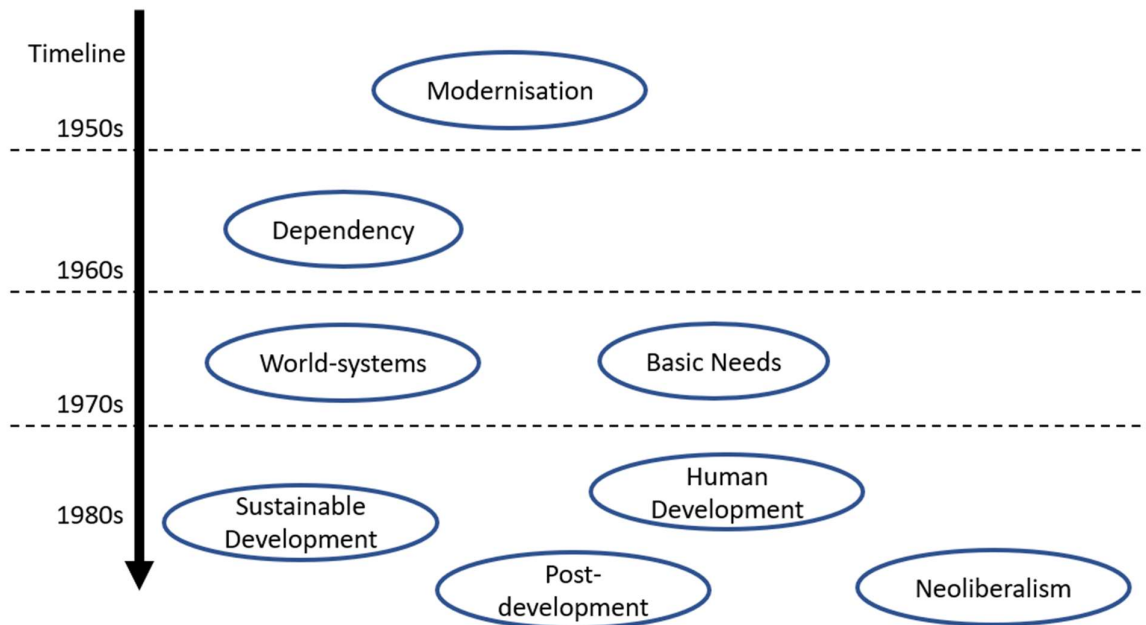 Timeline
Modernisation
1950s
Dependency
1960s
World-systems
Basic Needs
1970s
Human
Development
Sustainable
Development
1980s
Post-
development
Neoliberalism